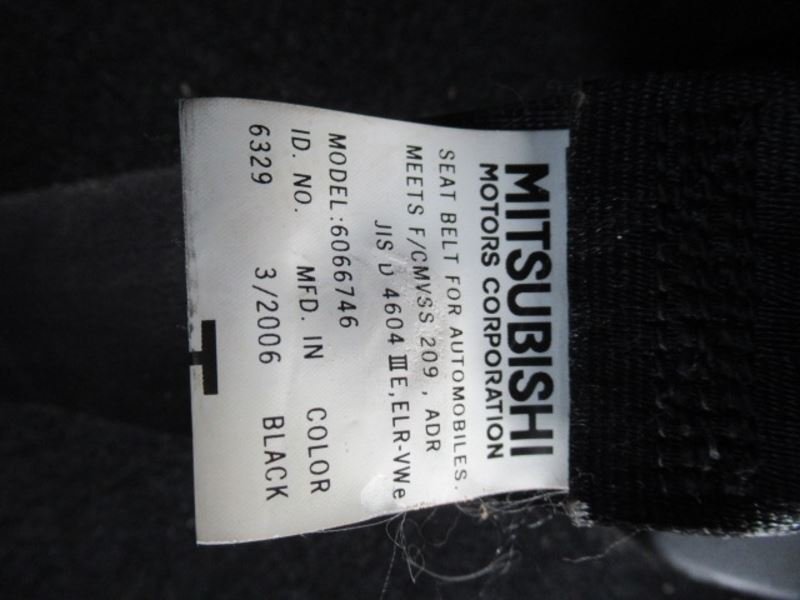 MITSUBISHI
MOTORS CORPORATION
SEAT BELT FOR AUTOMOBILES.
MEETS F/CMVSS 209 , ADR
JIS D 4604 ⅢE,ELR-VWe
MODEL:6066746
ID. NO. MFD. IN COLOR
6329 3/2006 BLACK